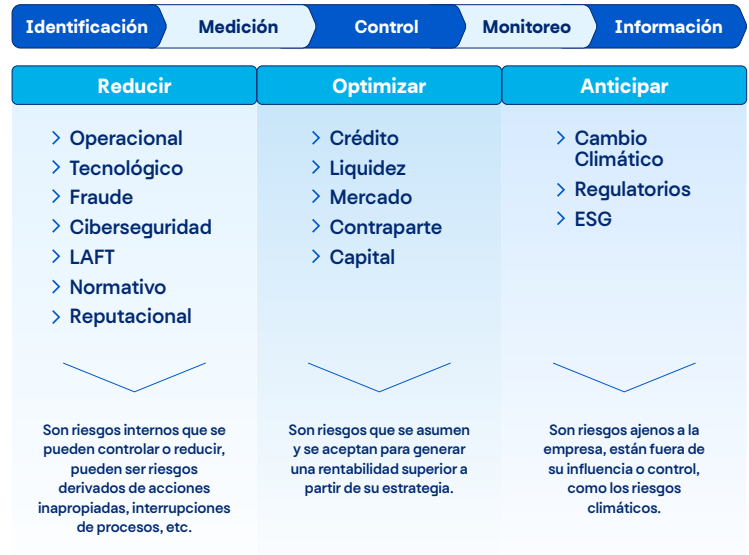 Identificación
Medición
Control
Monitoreo
Información
Reducir
Operacional
Tecnológico
Fraude
Ciberseguridad
LAFT
Normativo
Reputacional
Son riesgos internos que se
pueden controlar o reducir,
pueden ser riesgos
derivados de acciones
inapropiadas, interrupciones
de procesos, etc.
Optimizar
Crédito
Liquidez
Mercado
Contraparte
Capital
Son riesgos que se asumen
y se aceptan para generar
una rentabilidad superior a
partir de su estrategia.
Anticipar
Cambio
Climático
Regulatorios
ESG
Son riesgos ajenos a la
empresa, están fuera de
su influencia o control,
como los riesgos
climáticos.